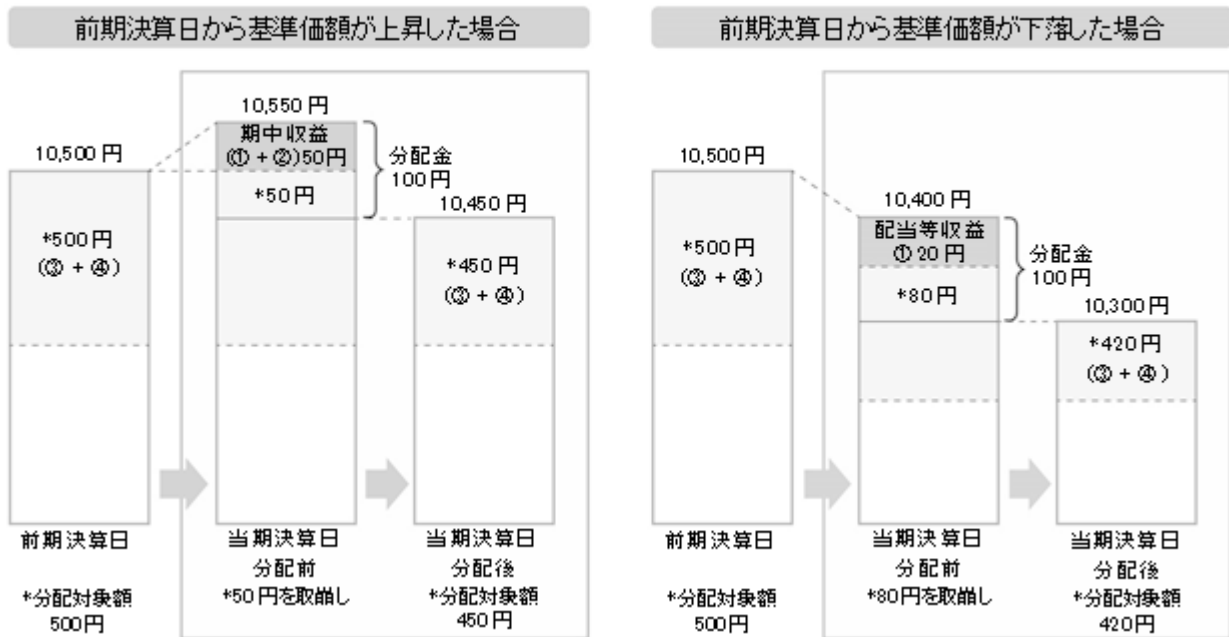 前期決算日から基準価額が上昇した場合
10,550円
期中収益
(①+②)50円
*50円
分配金
100円
10,500円
*500円
(③+④)
10,450円
*450円
(③+④)
前期決算日
*分配対象額
500円
当期決算日
分配前
*50円を取崩し
当期決算日
分配後
*分配対象額
450円
前期決算日から基準価額が下落した場合
10,500円
*500円
(③+④)
10,400円
配当等収益
①20円
*80円
分配金
100円
10,300円
*420円
(③+④)
前期決算日
*分配対象額
500円
当期決算日
分配前
*80円を取崩し
当期決算日
分配後
*分配対象額
420円